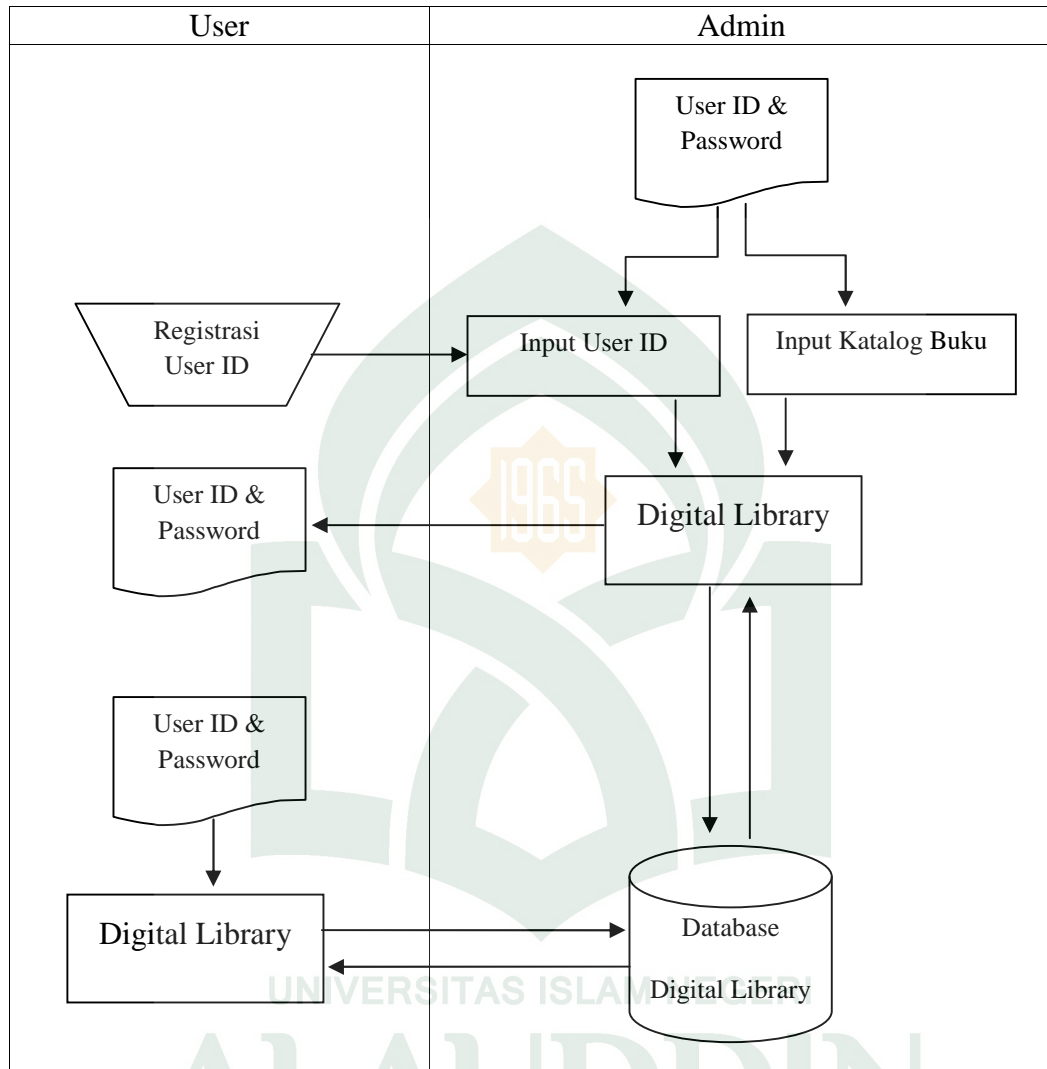 User
Admin
User ID &
Password
Registrasi
User ID
Input User ID
Input Katalog Buku
User ID &
Password
Digital Library
User ID &
Password
Digital Library
Database
Digital Library
1965
UNIVERSITAS ISLAM NEGERI
ALAUDDIN